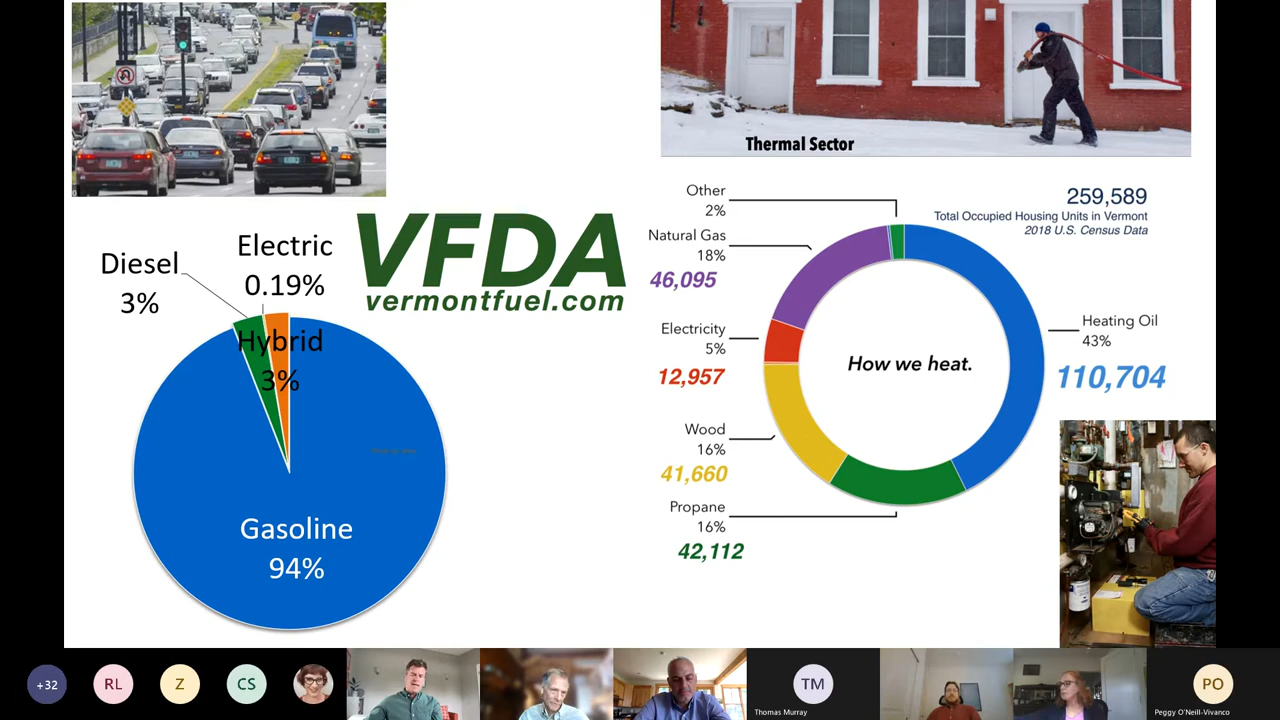 Thermal Sector
VFDA
vermontfuel.com
Diesel
3%
Electric
0.19%
Hybrid
3%
Gasoline
94%
259,589
Total Occupied Housing Units in Vermont
2018 U.S. Census Data
Other
2%
Natural Gas
18%
46,095
Electricity
5%
12,957
Wood
16%
41,660
Propane
16%
42,112
How we heat.
Heating Oil
43%
110,704
+32
RL
Z
CS
TM
Thomas Murray
PO
Peggy O'Neill-Vivanco